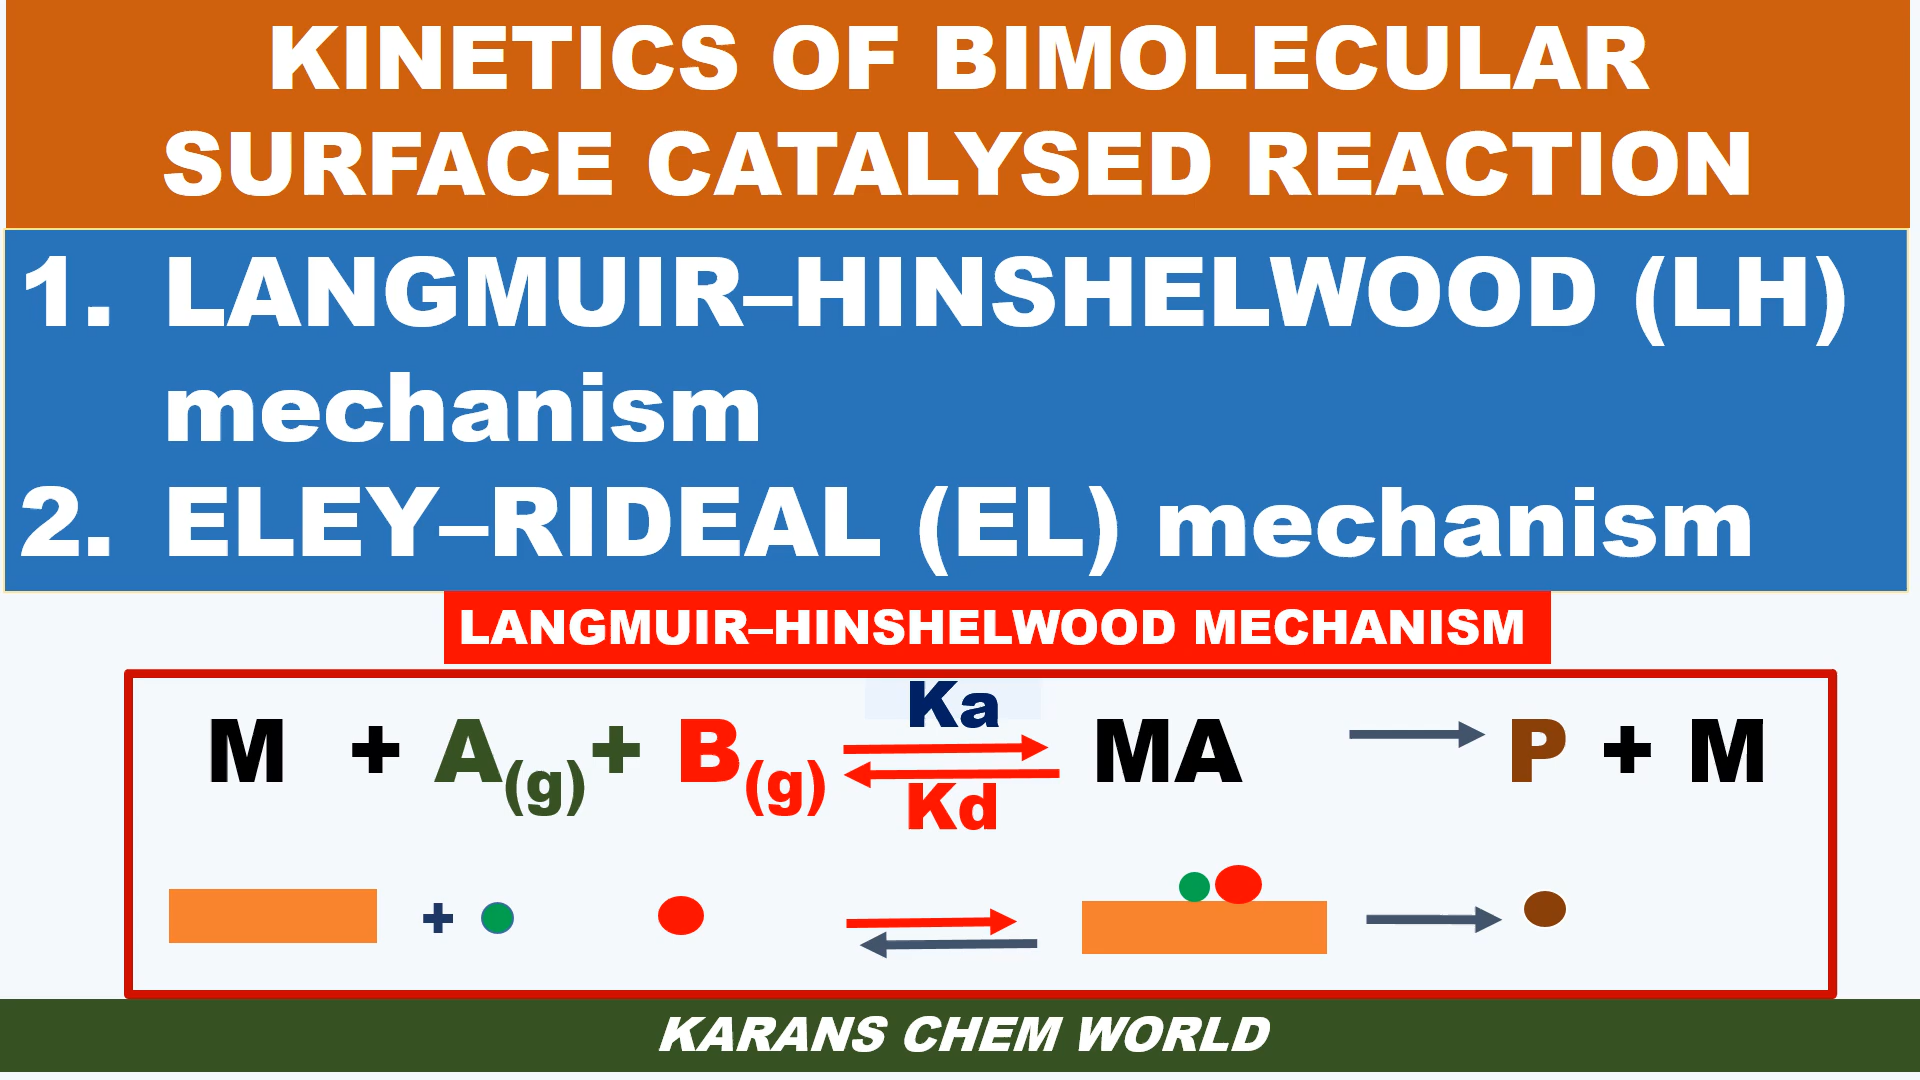 KINETICS OF BIMOLECULAR
SURFACE CATALYSED REACTION
1. LANGMUIR–HINSHELWOOD (LH)
mechanism
2. ELEY–RIDEAL (EL) mechanism
LANGMUIR–HINSHELWOOD MECHANISM
Ka
M + A(g) + B(g) MA P + M
Kd
+
KARANS CHEM WORLD